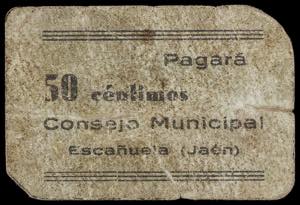 Pagará
50 céntimos
Consejo Municipal
Escañuela (Jaén)